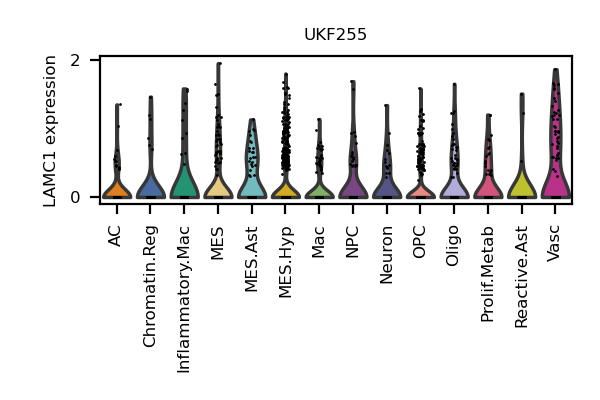 UKF255
LAMC1 expression
2
0
AC
Chromatin.Reg
Inflammatory.Mac
MES
MES.Ast
MES.Hyp
Mac
NPC
Neuron
OPC
Oligo
Prolif.Metab
Reactive.Ast
Vasc